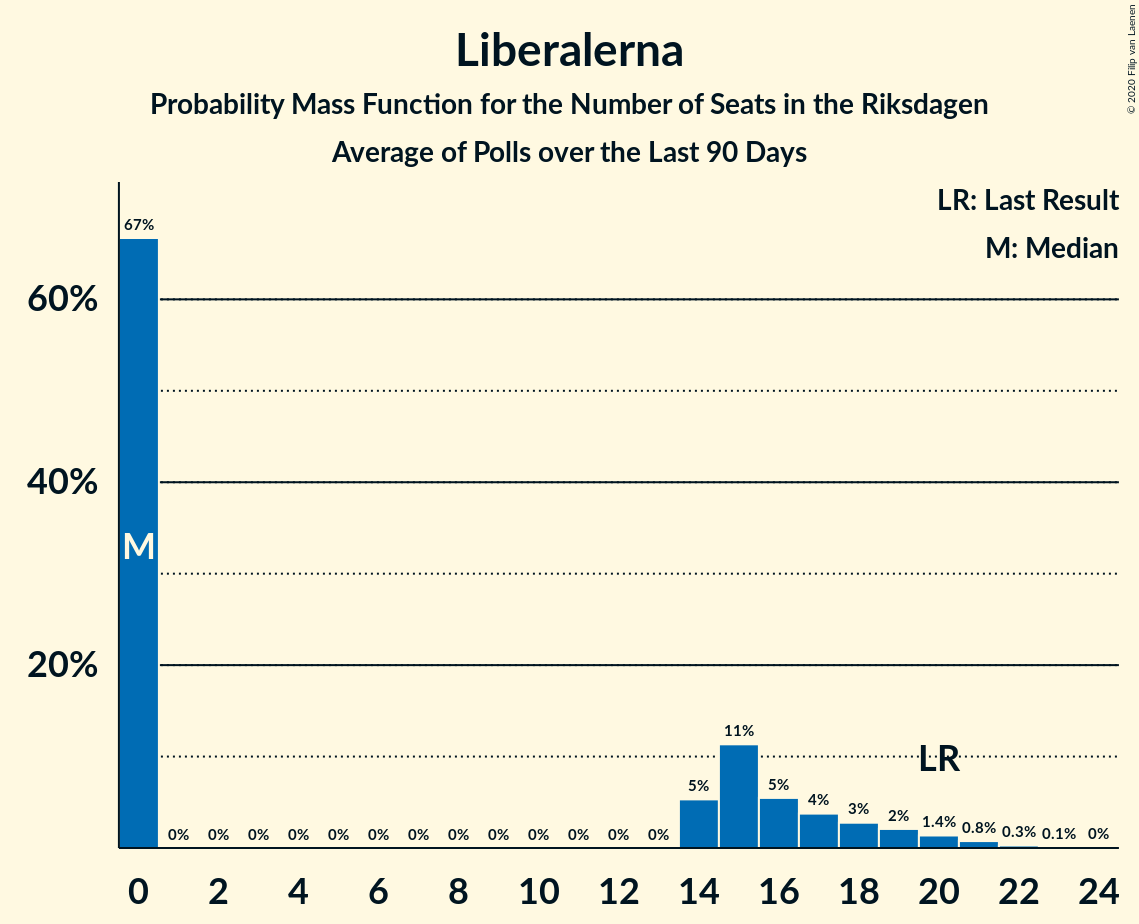 Liberalerna
Probability Mass Function for the Number of Seats in the Riksdagen
Average of Polls over the Last 90 Days
© 2020 Filip van Laenen
LR: Last Result
M: Median
60%
40%
20%
67%
M
0% 0% 0% 0% 0% 0% 0% 0% 0% 0% 0% 0% 0% 5% 11% 5% 4% 3% 2% 1.4% 0.8% 0.3% 0.1% 0%
LR
0 2 4 6 8 10 12 14 16 18 20 22 24